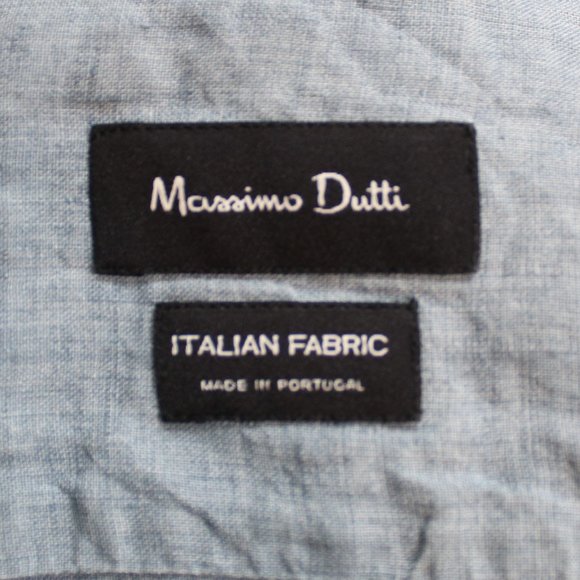 Massimo Dutti
ITALIAN FABRIC
MADE IN PORTUGAL